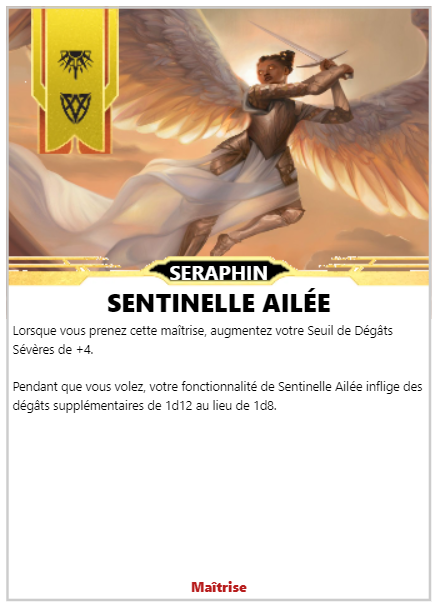 SERAPHIN
SENTINELLE AILÉE
Lorsque vous prenez cette maîtrise, augmentez votre Seuil de Dégâts
Sévères de +4.
Pendant que vous volez, votre fonctionnalité de Sentinelle Ailée inflige des
dégâts supplémentaires de 1d12 au lieu de 1d8.
Maîtrise